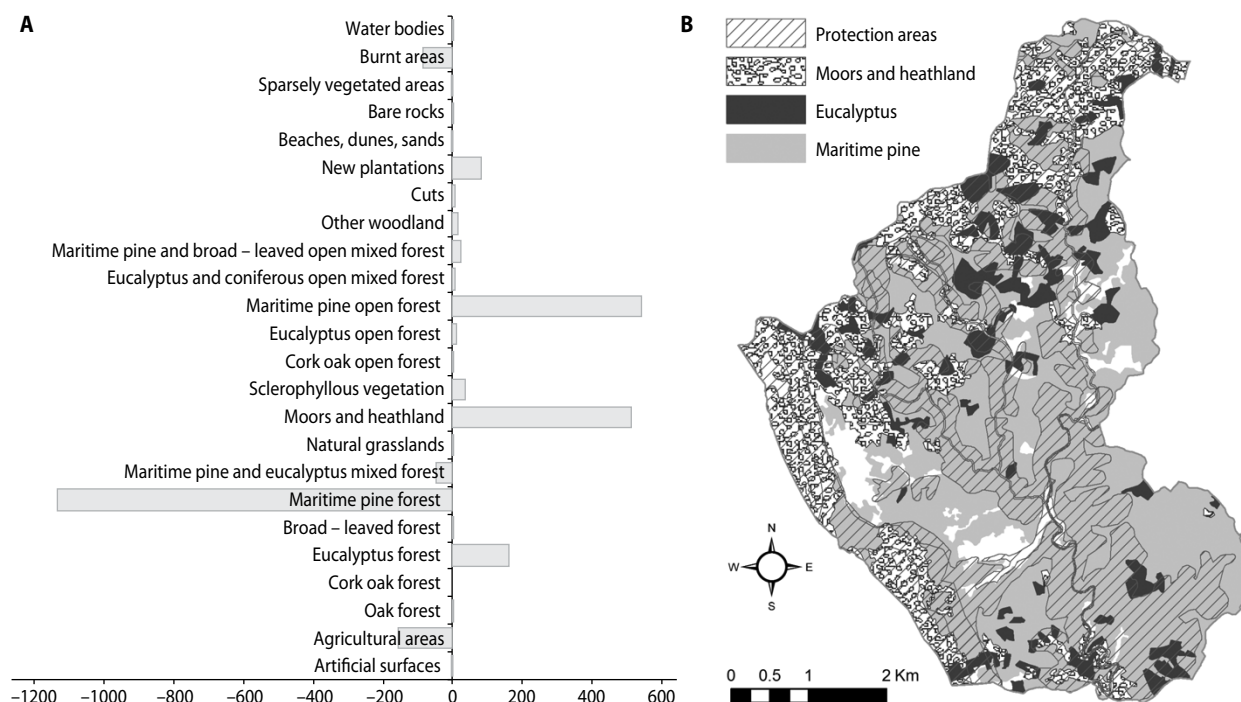 A
Water bodies
Burnt areas
Sparsely vegetated areas
Bare rocks
Beaches, dunes, sands
New plantations
Cuts
Other woodland
Maritime pine and broad – leaved open mixed forest
Eucalyptus and coniferous open mixed forest
Maritime pine open forest
Eucalyptus open forest
Cork oak open forest
Sclerophyllous vegetation
Moors and heathland
Natural grasslands
Maritime pine and eucalyptus mixed forest
Maritime pine forest
Broad – leaved forest
Eucalyptus forest
Cork oak forest
Oak forest
Agricultural areas
Artificial surfaces
–1200 –1000 –800 –600 –400 –200 0 200 400 600
B
Protection areas
Moors and heathland
Eucalyptus
Maritime pine
N
W E
S
0 0.5 1 2 Km